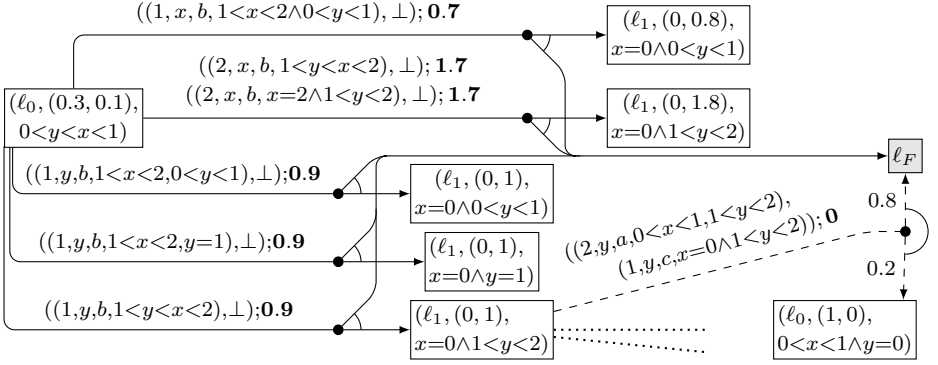 ((1, x, b, 1<x<2∧0<y<1), ⊥); 0.7
(ℓ₁, (0, 0.8),
x=0∧0<y<1)
((2, x, b, 1<y<x<2), ⊥); 1.7
((2, x, b, x=2∧1<y<2), ⊥); 1.7
(ℓ₀, (0.3, 0.1),
0<y<x<1)
(ℓ₁, (0, 1.8),
x=0∧1<y<2)
ℓF
((1,y,b,1<x<2,0<y<1),⊥);0.9
(ℓ₁, (0, 1),
x=0∧0<y<1)
0.8
((2,y,a,0<x<1,1<y<2),
(1,y,c,x=0∧1<y<2)); 0
((1,y,b,1<x<2,y=1),⊥);0.9
(ℓ₁, (0, 1),
x=0∧y=1)
0.2
((1,y,b,1<y<x<2),⊥);0.9
(ℓ₁, (0, 1),
x=0∧1<y<2)
(ℓ₀, (1, 0),
0<x<1∧y=0)